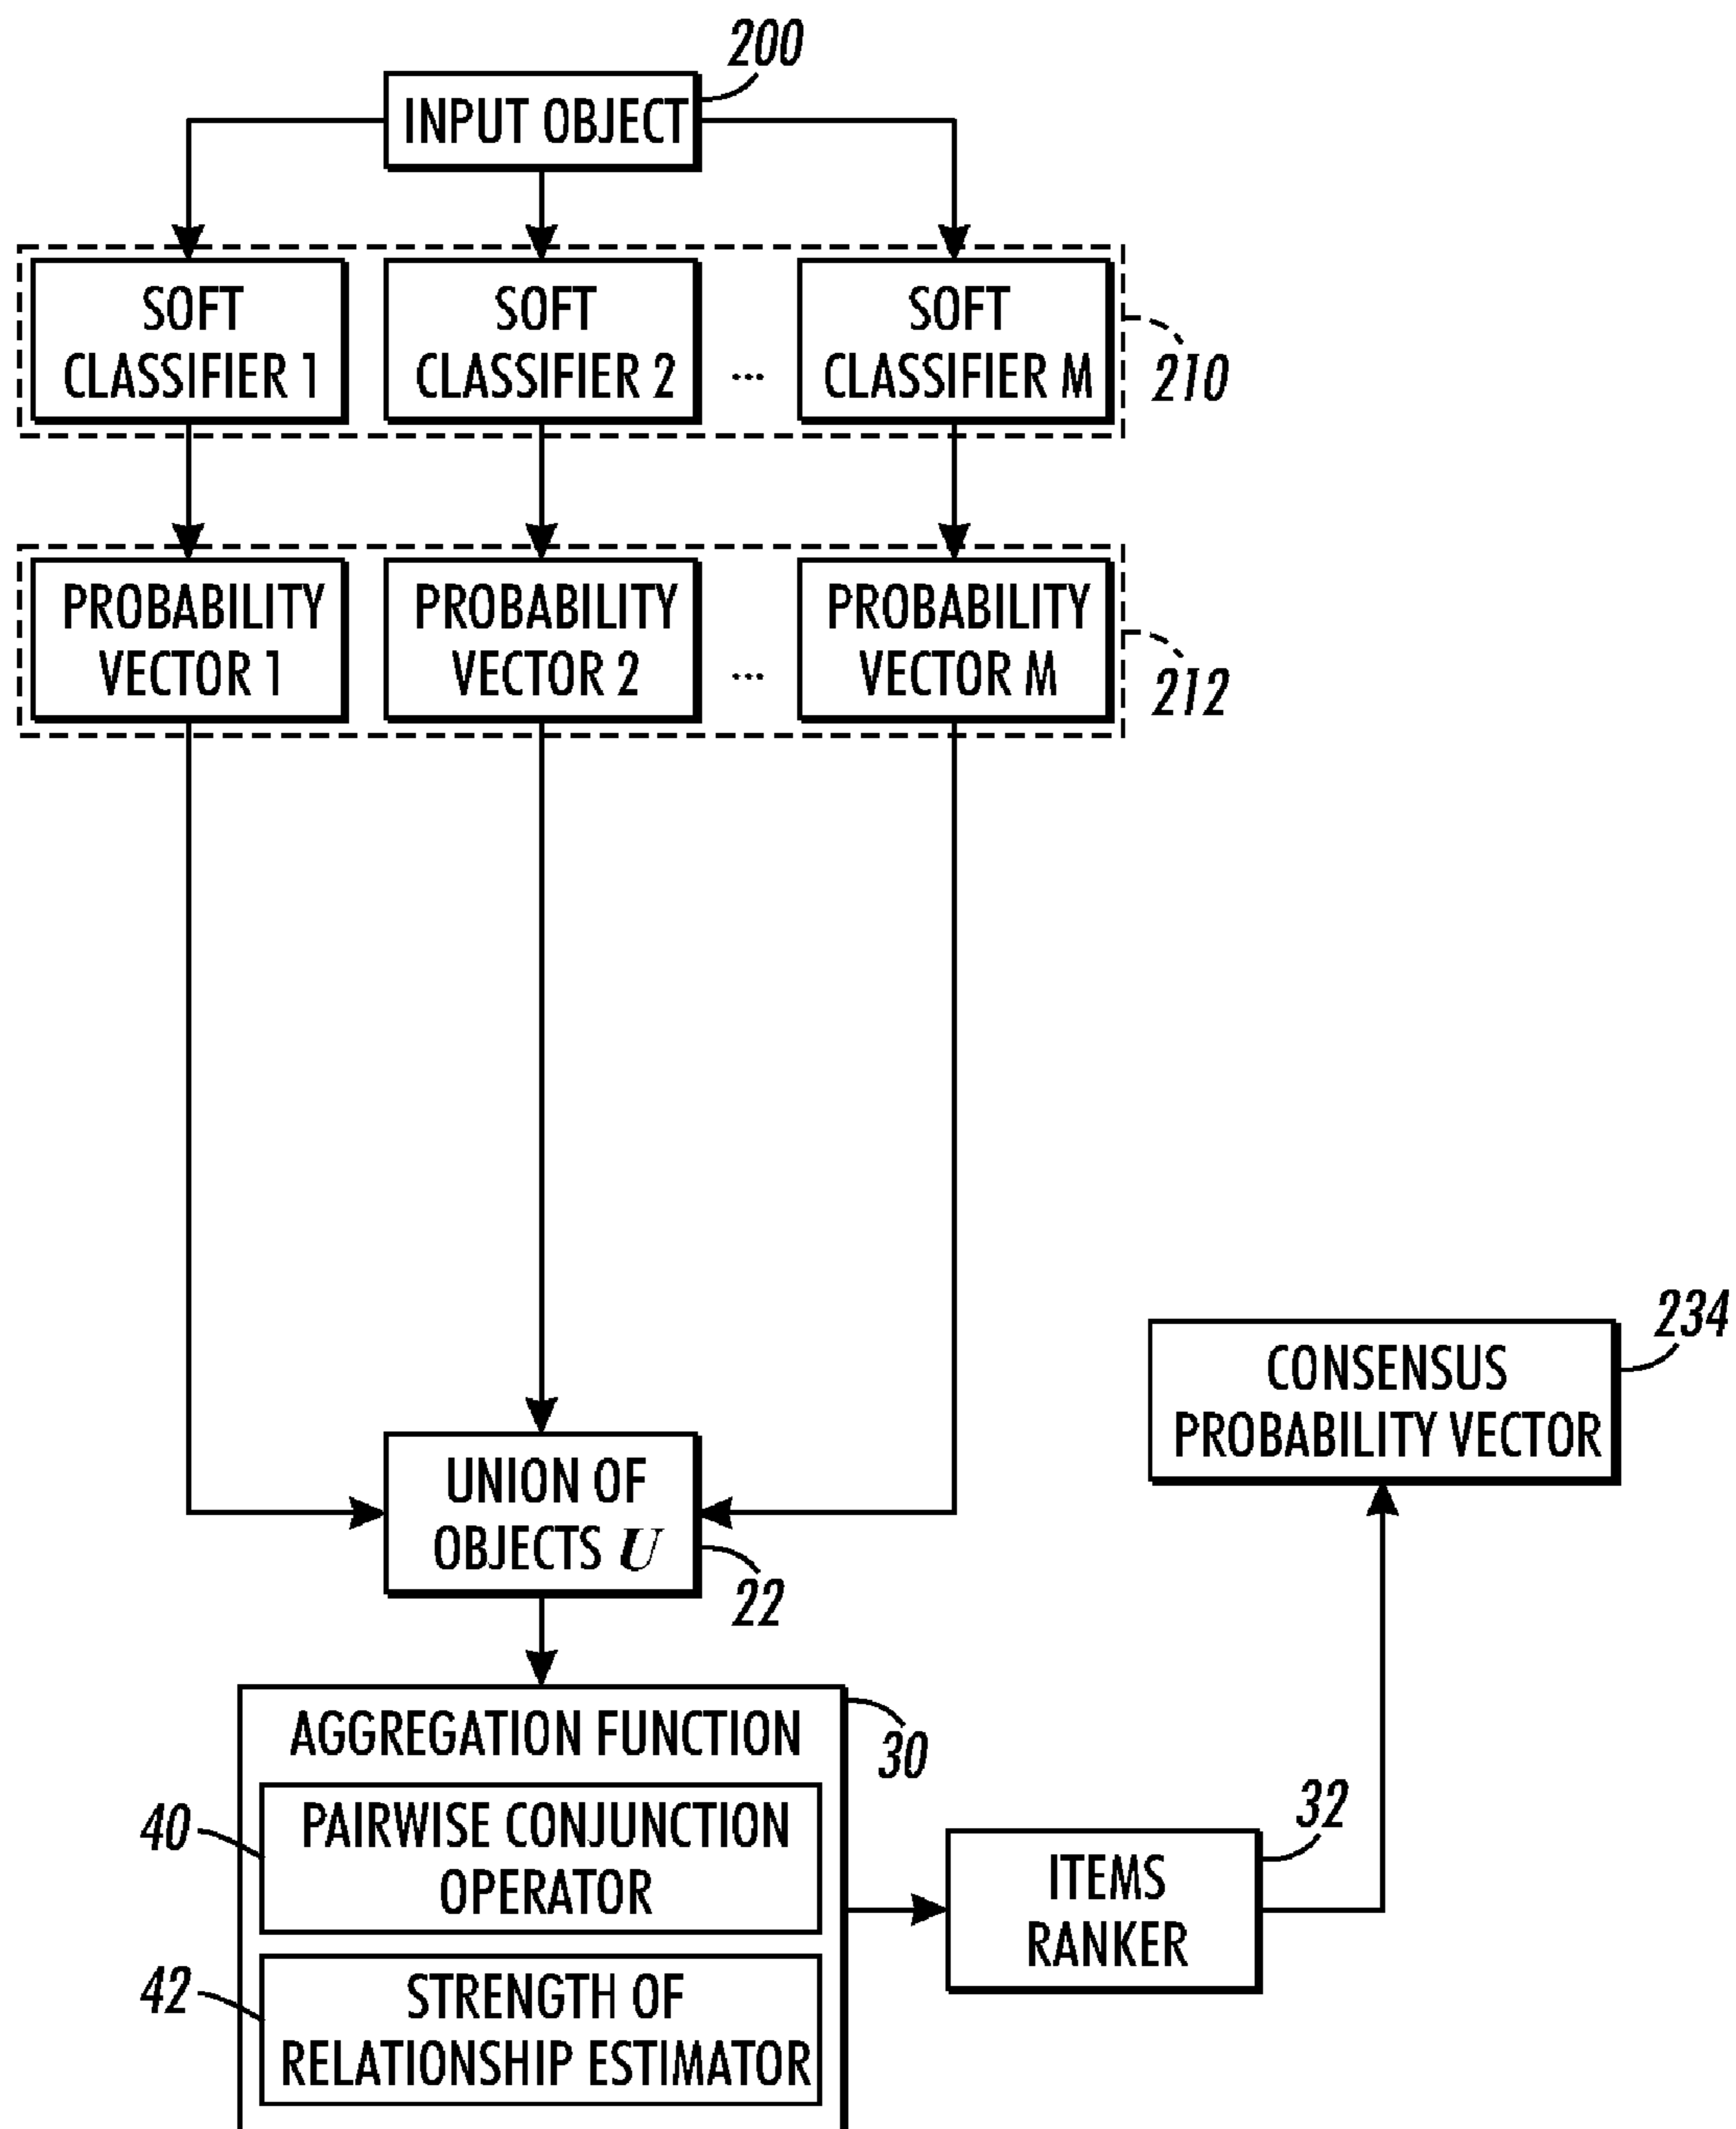 200
INPUT OBJECT
SOFT
CLASSIFIER 1
SOFT
CLASSIFIER 2
...
SOFT
CLASSIFIER M
210
PROBABILITY
VECTOR 1
PROBABILITY
VECTOR 2
...
PROBABILITY
VECTOR M
212
234
CONSENSUS
PROBABILITY VECTOR
UNION OF
OBJECTS U
22
AGGREGATION FUNCTION
30
40
PAIRWISE CONJUNCTION
OPERATOR
32
ITEMS
RANKER
42
STRENGTH OF
RELATIONSHIP ESTIMATOR